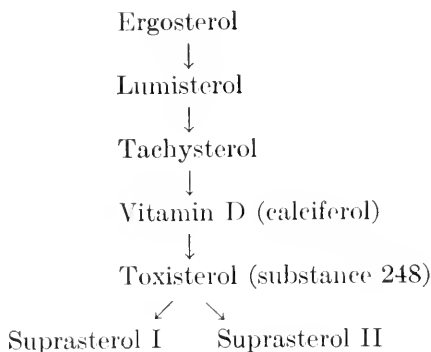 Ergosterol
Lumisterol
Tachysterol
Vitamin D (calciferol)
Toxisterol (substance 248)
Suprasterol I Suprasterol II